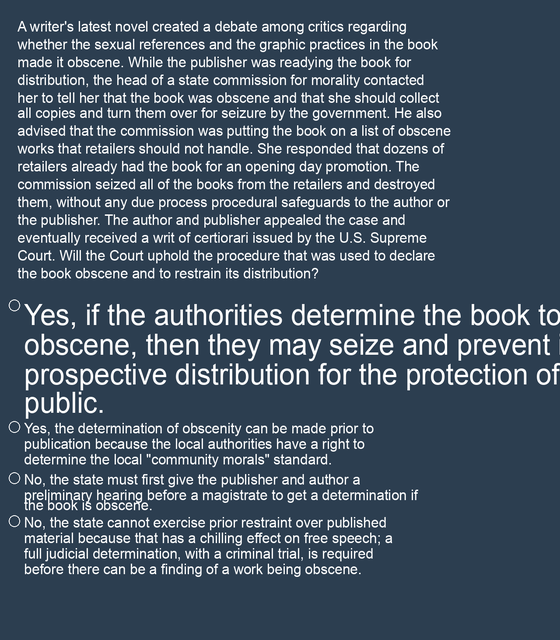 A writer's latest novel created a debate among critics regarding
whether the sexual references and the graphic practices in the book
made it obscene. While the publisher was readying the book for
distribution, the head of a state commission for morality contacted
her to tell her that the book was obscene and that she should collect
all copies and turn them over for seizure by the government. He also
advised that the commission was putting the book on a list of obscene
works that retailers should not handle. She responded that dozens of
retailers already had the book for an opening day promotion. The
commission seized all of the books from the retailers and destroyed
them, without any due process procedural safeguards to the author or
the publisher. The author and publisher appealed the case and
eventually received a writ of certiorari issued by the U.S. Supreme
Court. Will the Court uphold the procedure that was used to declare
the book obscene and to restrain its distribution?
Yes, if the authorities determine the book to
obscene, then they may seize and prevent
prospective distribution for the protection of
public.
Yes, the determination of obscenity can be made prior to
publication because the local authorities have a right to
determine the local "community morals" standard.
No, the state must first give the publisher and author a
preliminary hearing before a magistrate to get a determination if
the book is obscene.
No, the state cannot exercise prior restraint over published
material because that has a chilling effect on free speech; a
full judicial determination, with a criminal trial, is required
before there can be a finding of a work being obscene.